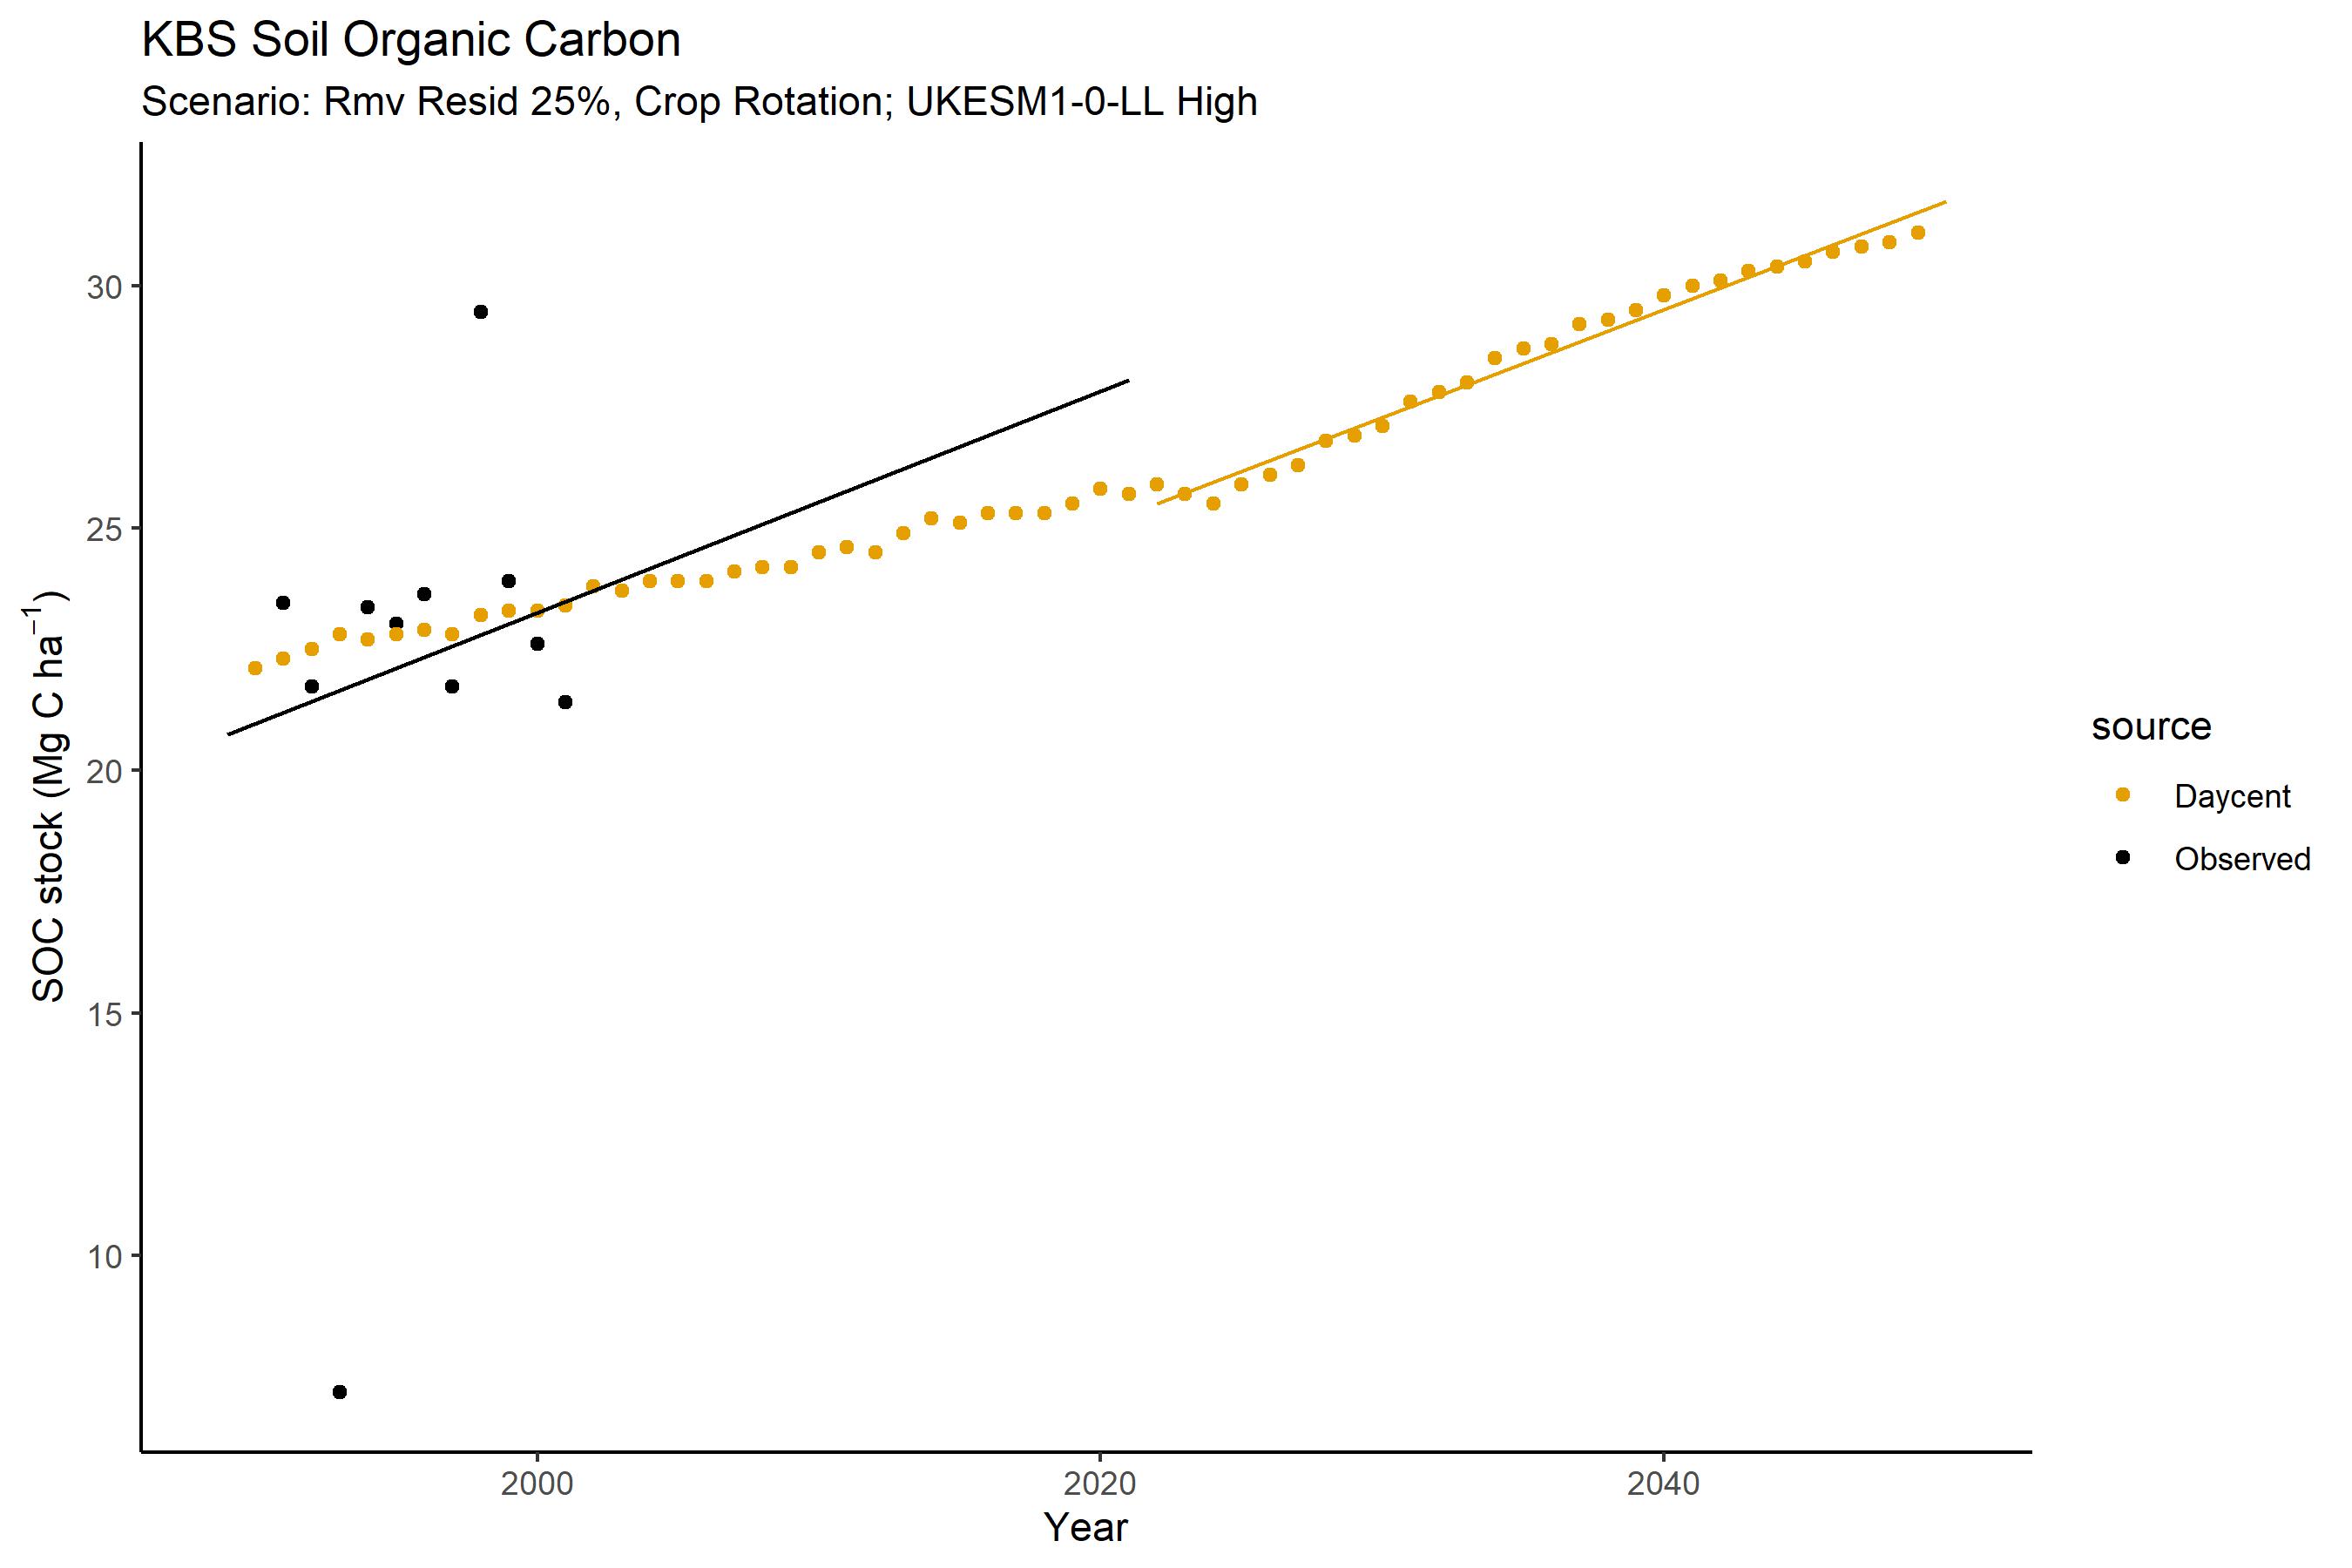 KBS Soil Organic Carbon
Scenario: Rmv Resid 25%, Crop Rotation; UKESM1-0-LL High
SOC stock (Mg C ha⁻¹)
30
25
20
15
10
2000
2020
2040
Year
source
Daycent
Observed